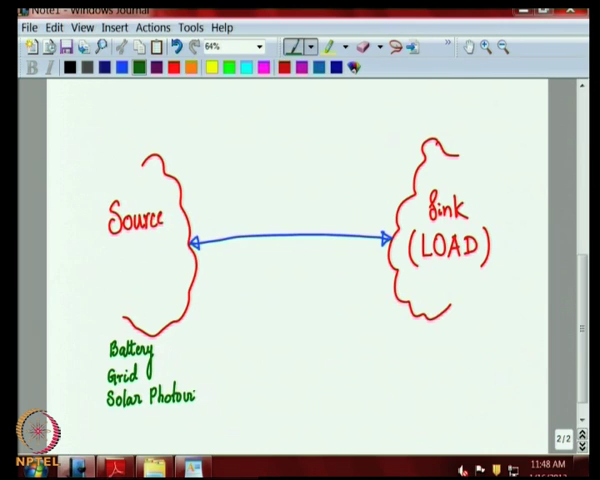 Note1 - Windows Journal
File Edit View Insert Actions Tools Help
64%
B I
Source
Sink
(LOAD)
Battery
Grid
Solar Photovo
2/2
NPTEL
11:48 AM